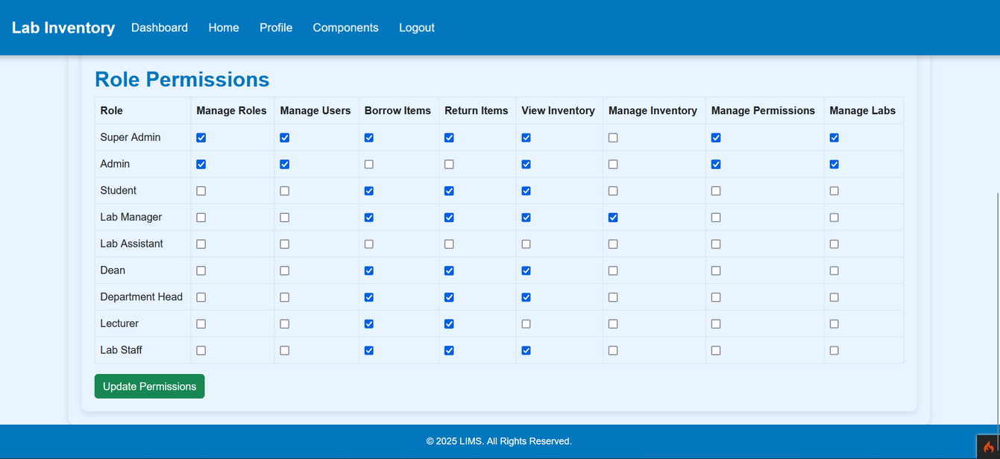 Lab Inventory Dashboard Home Profile Components Logout
Role Permissions
Role Manage Roles Manage Users Borrow Items Return Items View Inventory Manage Inventory Manage Permissions Manage Labs
Super Admin
Admin
Student
Lab Manager
Lab Assistant
Dean
Department Head
Lecturer
Lab Staff
Update Permissions
© 2025 LIMS. All Rights Reserved.